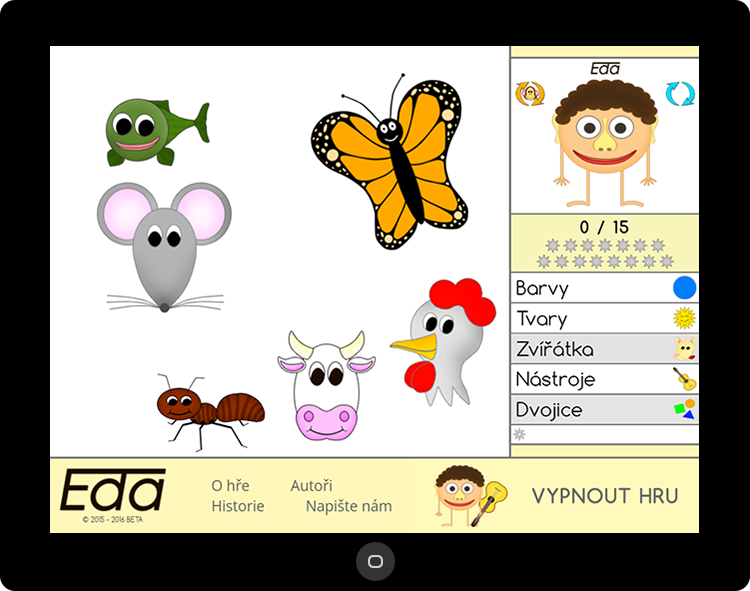 Eda
0 / 15
Barvy
Tvary
Zvířátka
Nástroje
Dvojice
Eda
© 2015 - 2016 BETA
O hře
Autoři
Historie
Napište nám
VYPNOUT HRU